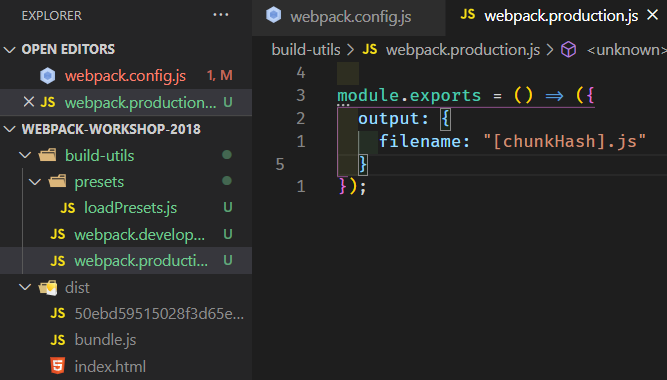 EXPLORER ...
OPEN EDITORS
webpack.config.js 1, M
webpack.production... U
WEBPACK-WORKSHOP-2018
build-utils
presets
JS loadPresets.js U
JS webpack.develop... U
JS webpack.producti... U
dist
JS 50ebd59515028f3d65e...
JS bundle.js
index.html
webpack.config.js
JS webpack.production.js
build-utils > JS webpack.production.js > <unknown>
4
3 module.exports = () => ({
2 output: {
1 filename: "[chunkHash].js"
5 }
1 });